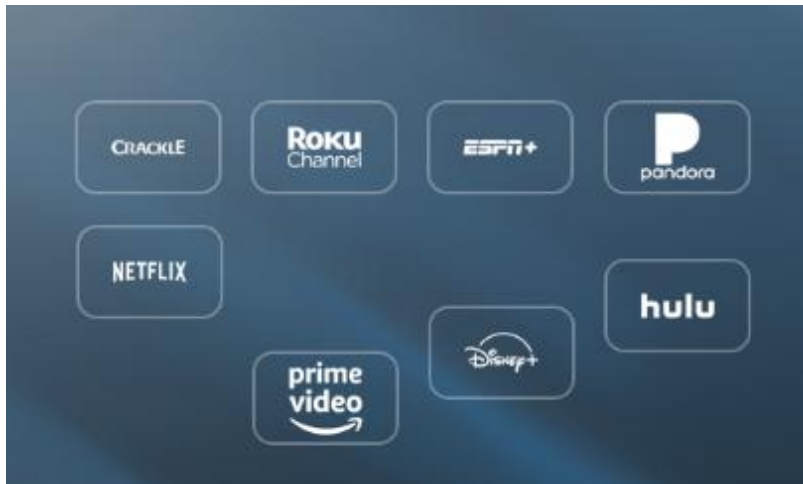 CRACKLE
ROKU
Channel
ESPN+
P
pandora
NETFLIX
hulu
Disney+
prime
video